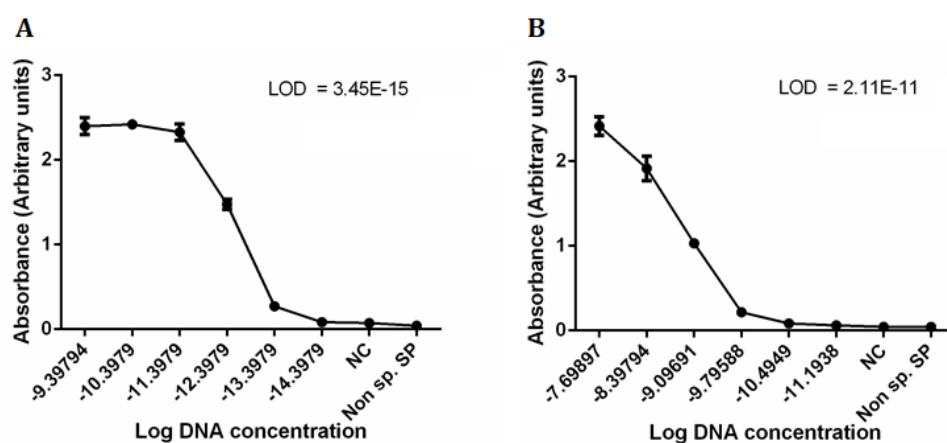 A
LOD = 3.45E-15
Absorbance (Arbitrary units)
3
2
1
0
-9.39794
-10.3979
-11.3979
-12.3979
-13.3979
-14.3979
NC
Non sp. SP
Log DNA concentration
B
LOD = 2.11E-11
Absorbance (Arbitrary units)
3
2
1
0
-7.69897
-8.39794
-9.09691
-9.79588
-10.4949
-11.1938
NC
Non sp. SP
Log DNA concentration